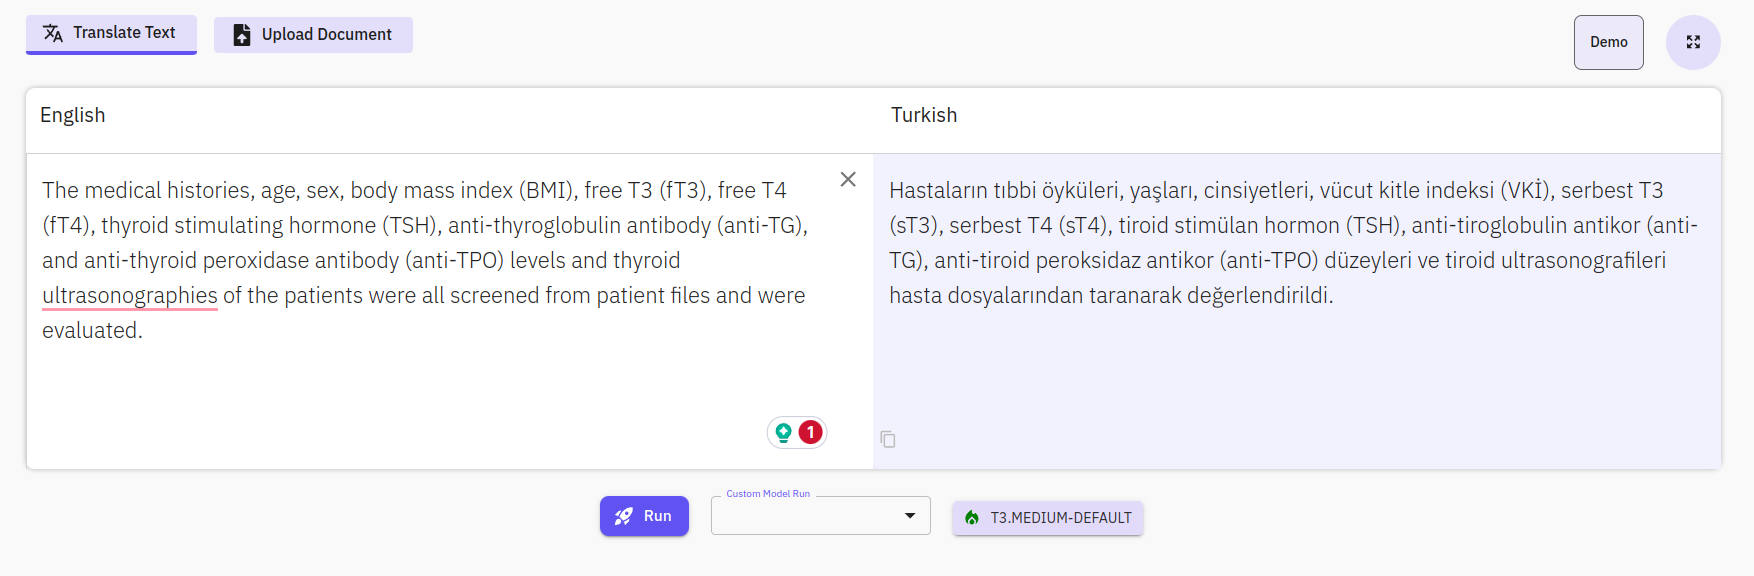 Translate Text
Upload Document
Demo
English
Turkish
The medical histories, age, sex, body mass index (BMI), free T3 (fT3), free T4
(fT4), thyroid stimulating hormone (TSH), anti-thyroglobulin antibody (anti-TG),
and anti-thyroid peroxidase antibody (anti-TPO) levels and thyroid
ultrasonographies of the patients were all screened from patient files and were
evaluated.
1
Hastaların tıbbi öyküleri, yaşları, cinsiyetleri, vücut kitle indeksi (VKİ), serbest T3
(sT3), serbest T4 (sT4), tiroid stimülan hormon (TSH), anti-tiroglobulin antikor (anti-
TG), anti-tiroid peroksidaz antikor (anti-TPO) düzeyleri ve tiroid ultrasonografileri
hasta dosyalarından taranarak değerlendirildi.
Run
Custom Model Run
T3.MEDIUM-DEFAULT